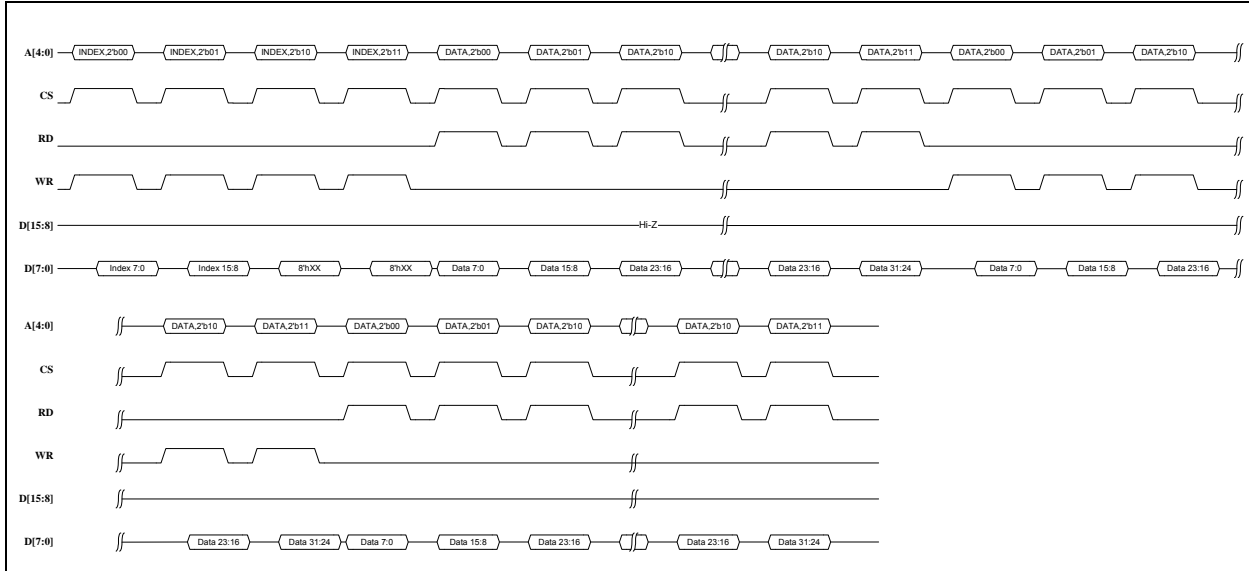 A[4:0] INDEX,2'b00 INDEX,2'b01 INDEX,2'b10 INDEX,2'b11 DATA,2'b00 DATA,2'b01 DATA,2'b10 DATA,2'b10 DATA,2'b11 DATA,2'b00 DATA,2'b01 DATA,2'b10
CS
RD
WR
D[15:8] Hi-Z
D[7:0] Index 7:0 Index 15:8 8'hXX 8'hXX Data 7:0 Data 15:8 Data 23:16 Data 23:16 Data 31:24 Data 7:0 Data 15:8 Data 23:16
A[4:0] DATA,2'b10 DATA,2'b11 DATA,2'b00 DATA,2'b01 DATA,2'b10 DATA,2'b10 DATA,2'b11
CS
RD
WR
D[15:8]
D[7:0] Data 23:16 Data 31:24 Data 7:0 Data 15:8 Data 23:16 Data 23:16 Data 31:24